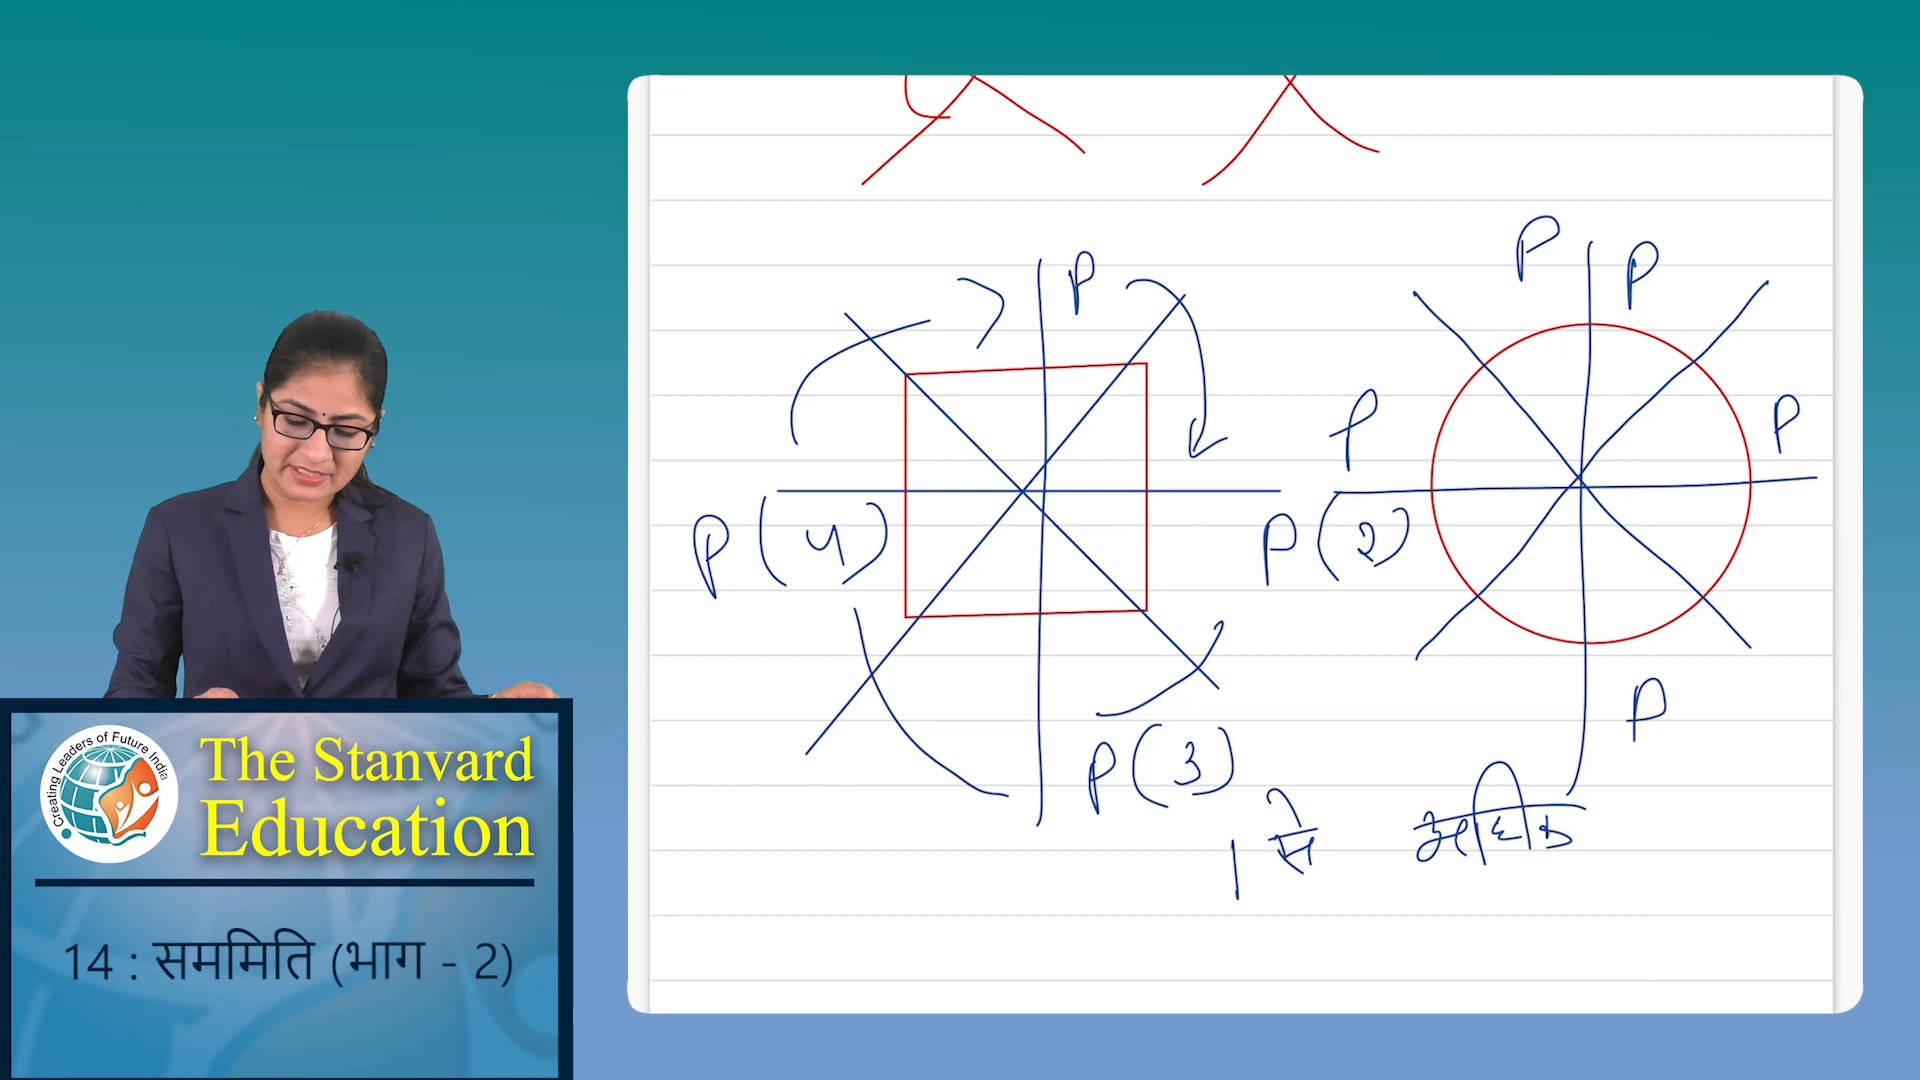 P P
P
P P
P (4) P (2)
P
P (3)
1 से अधिक
Creating Leaders of Future India
The Stanvard
Education
14 : सममिति (भाग - 2)